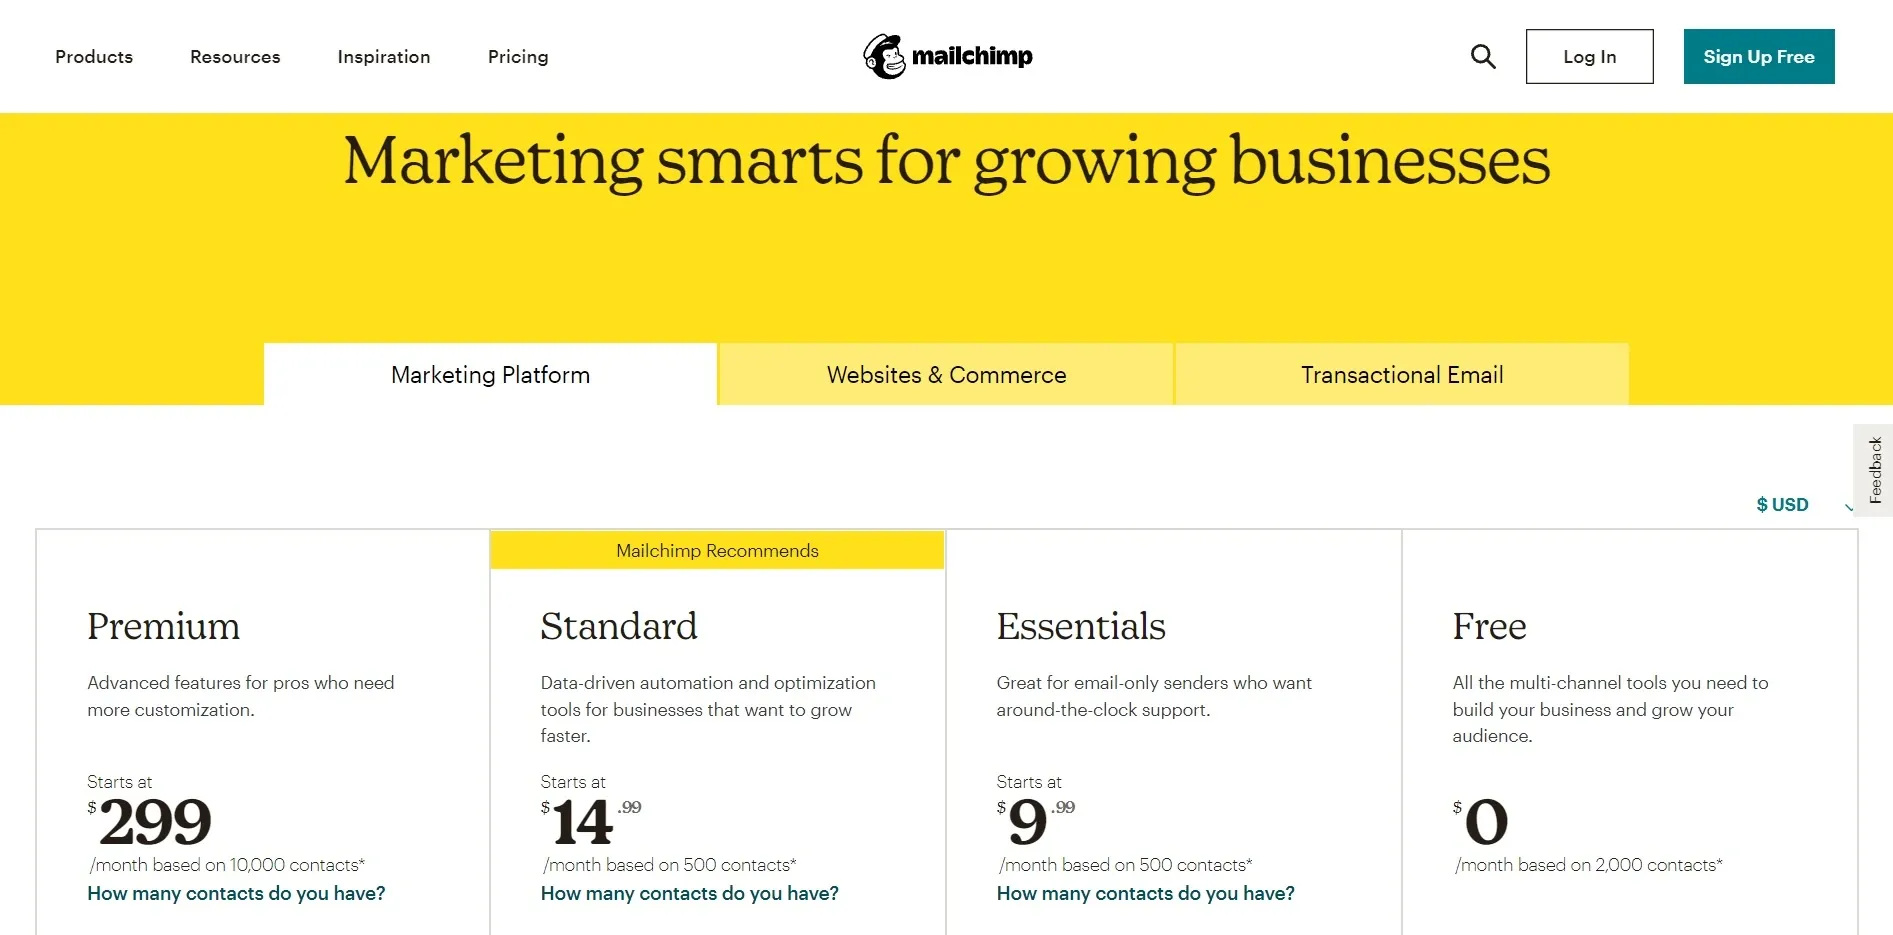 Products Resources Inspiration Pricing mailchimp Log In Sign Up Free
Marketing smarts for growing businesses
Marketing Platform Websites & Commerce Transactional Email
Feedback
$ USD
Mailchimp Recommends
Premium
Advanced features for pros who need
more customization.
Starts at
$299
/month based on 10,000 contacts*
How many contacts do you have?
Standard
Data-driven automation and optimization
tools for businesses that want to grow
faster.
Starts at
$14.99
/month based on 500 contacts*
How many contacts do you have?
Essentials
Great for email-only senders who want
around-the-clock support.
Starts at
$9.99
/month based on 500 contacts*
How many contacts do you have?
Free
All the multi-channel tools you need to
build your business and grow your
audience.
$0
/month based on 2,000 contacts*